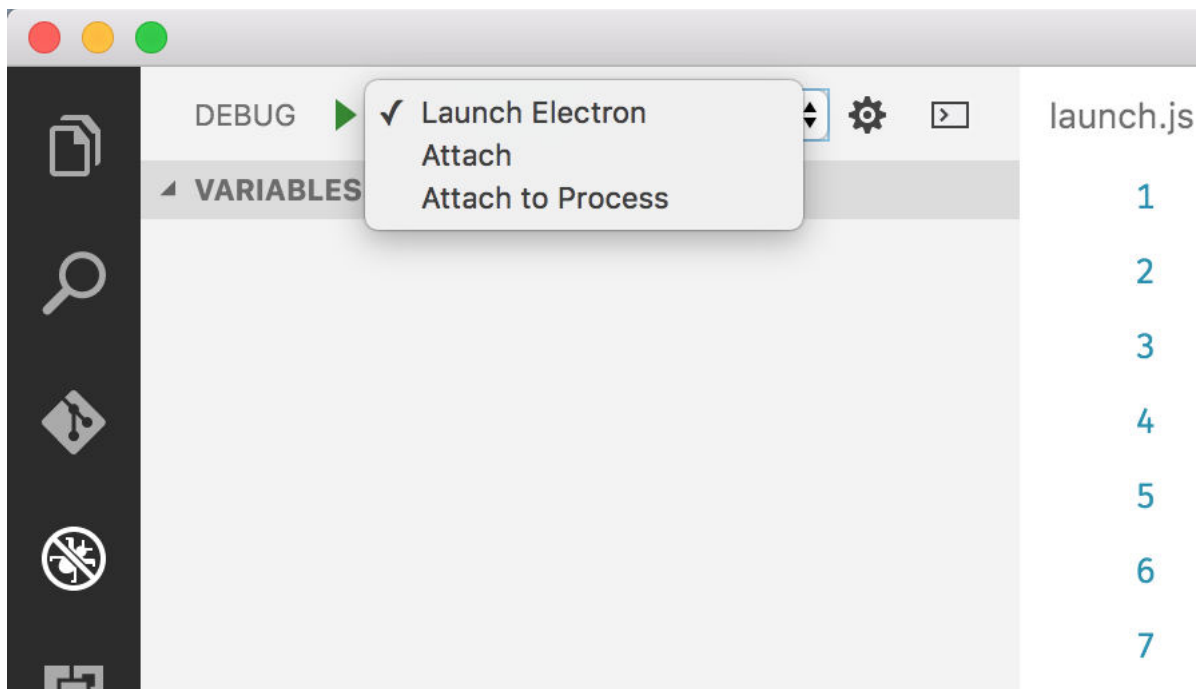 DEBUG
Launch Electron
Attach
Attach to Process
VARIABLES
launch.js
1
2
3
4
5
6
7